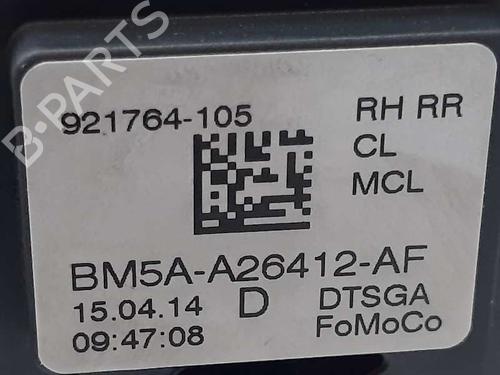 921764-105 RH RR
CL
MCL
BM5A-A26412-AF
15.04.14 D DTSGA
09:47:08 FoMoCo
B-PARTS